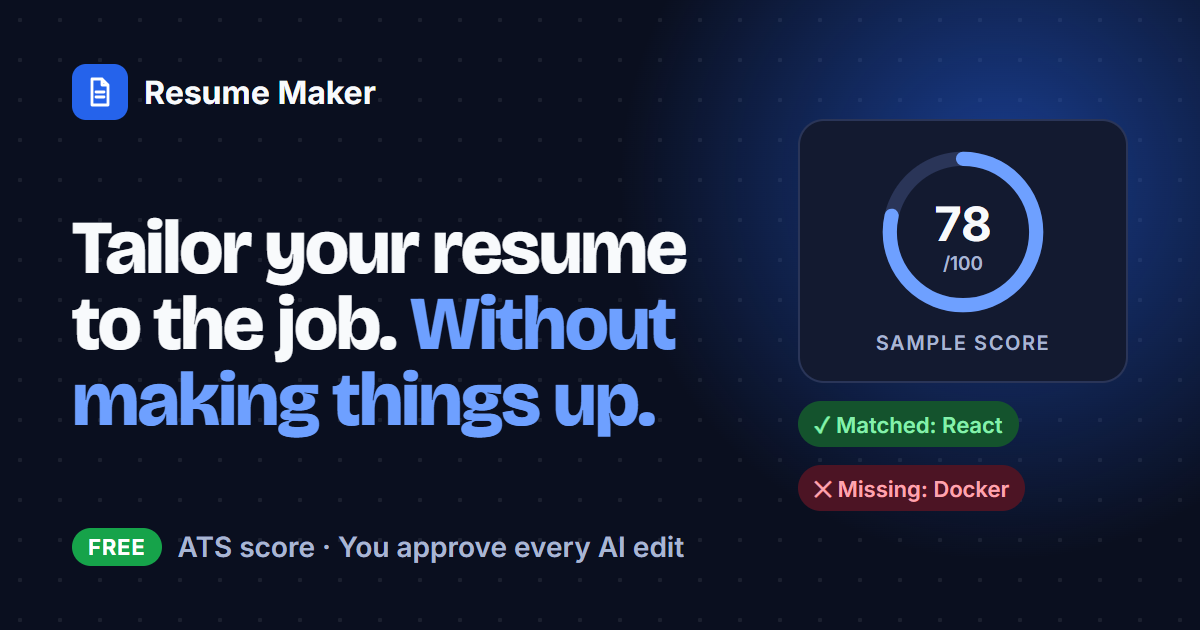 Resume Maker
Tailor your resume
to the job. Without
making things up.
FREE ATS score · You approve every AI edit
78
/100
SAMPLE SCORE
✓ Matched: React
✕ Missing: Docker